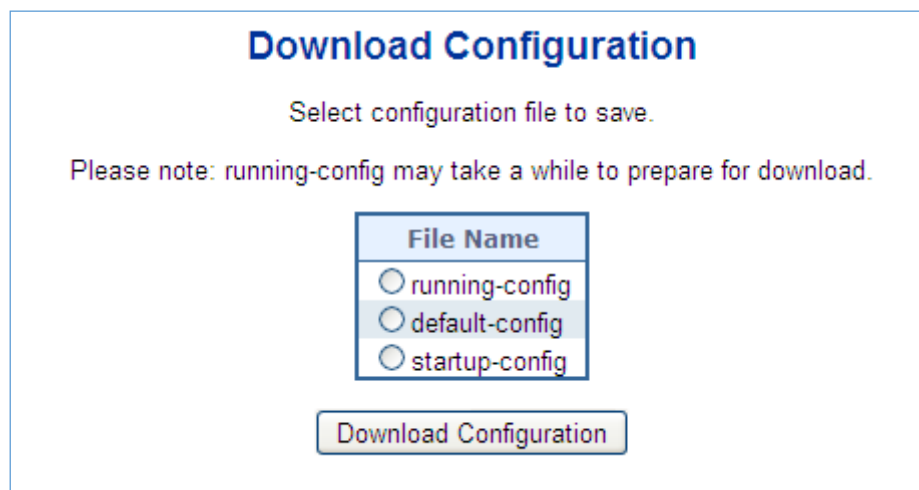 Download Configuration
Select configuration file to save.
Please note: running-config may take a while to prepare for download.
File Name
running-config
default-config
startup-config
Download Configuration